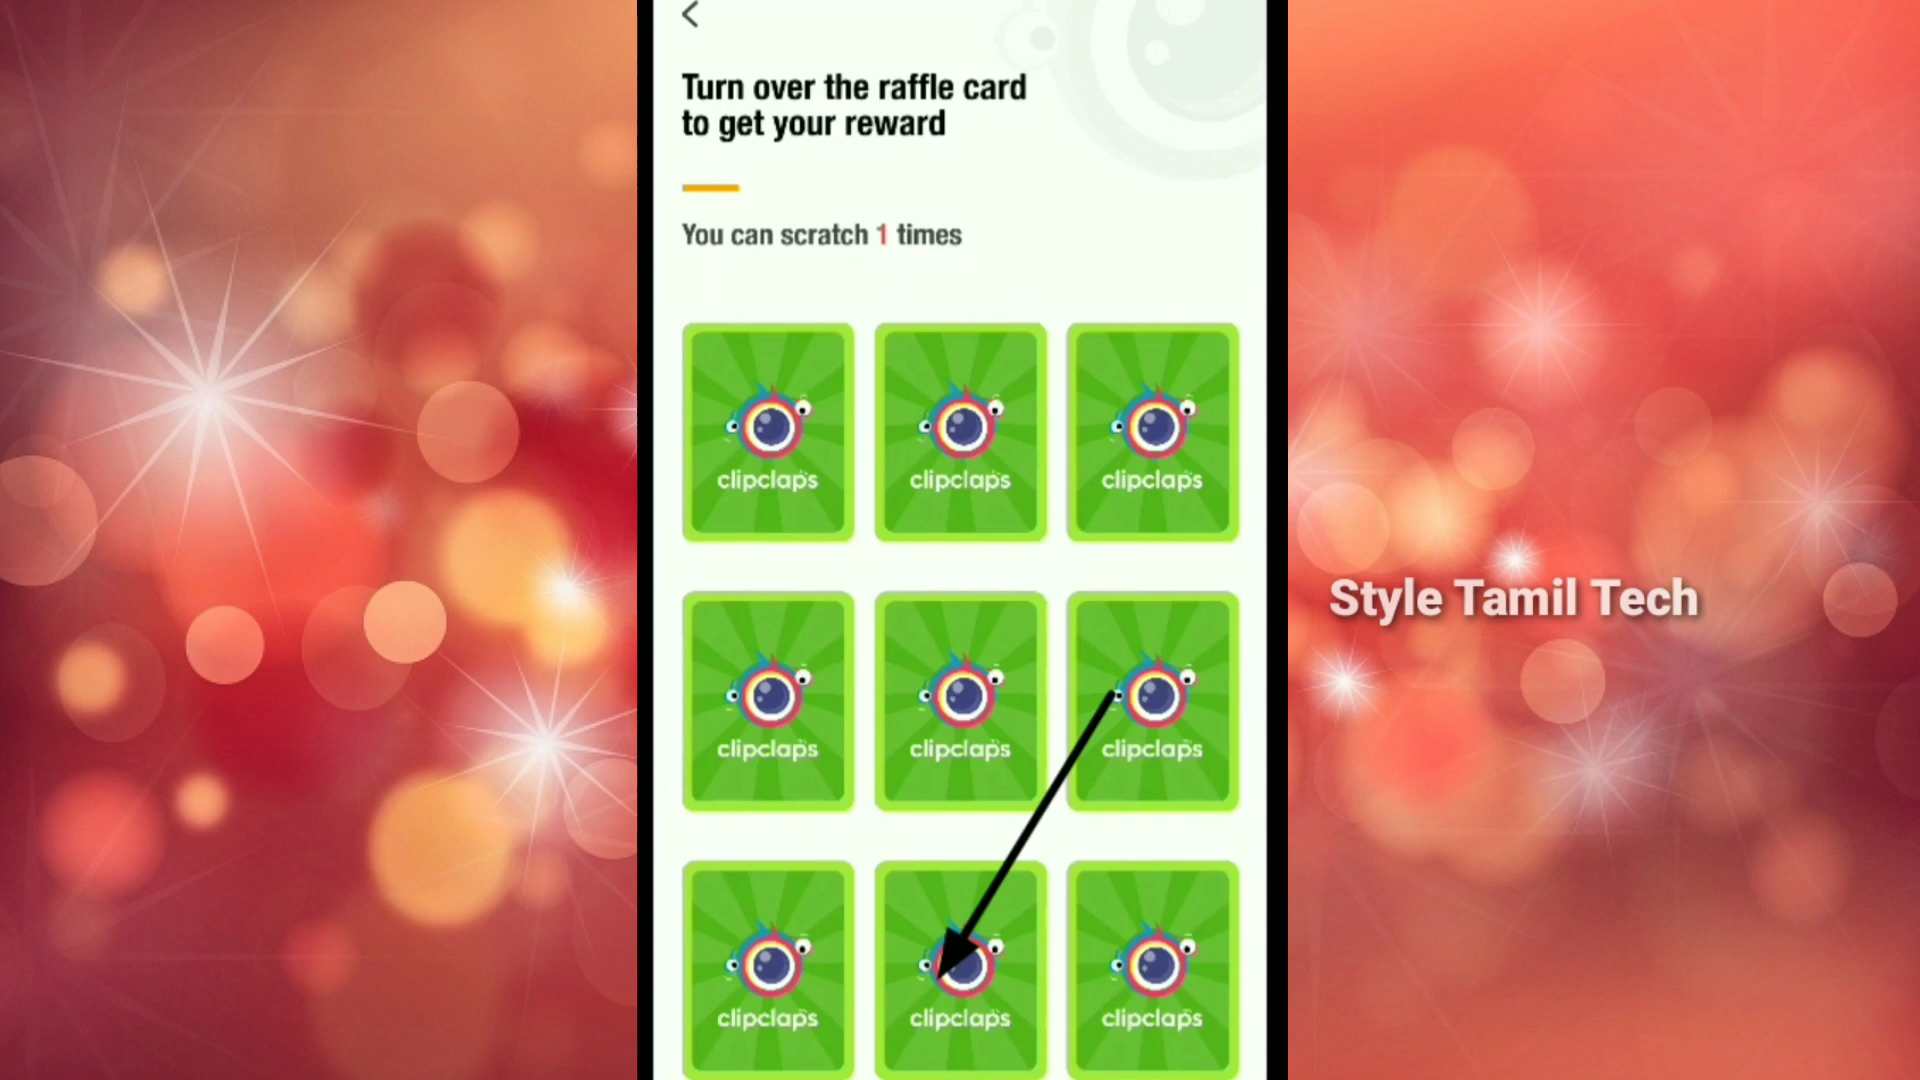 Turn over the raffle card
to get your reward
You can scratch 1 times
clipclaps clipclaps clipclaps
clipclaps clipclaps clipclaps
clipclaps clipclaps clipclaps
Style Tamil Tech